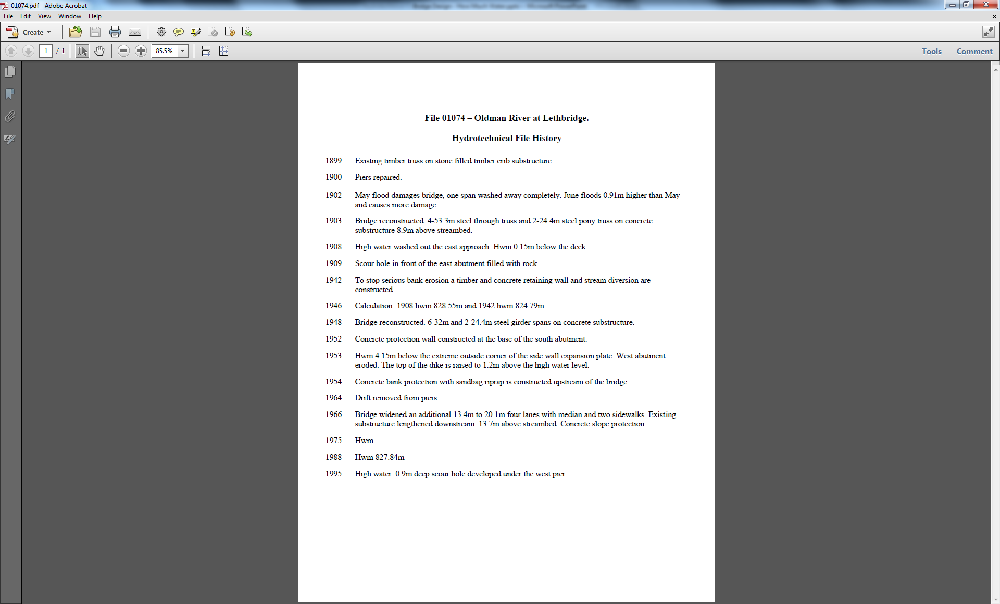 01074.pdf - Adobe Acrobat
File Edit View Window Help
Create
1 / 1 85.5% Tools Comment
File 01074 – Oldman River at Lethbridge.
Hydrotechnical File History
1899 Existing timber truss on stone filled timber crib substructure.
1900 Piers repaired.
1902 May flood damages bridge, one span washed away completely. June floods 0.91m higher than May
and causes more damage.
1903 Bridge reconstructed. 4-53.3m steel through truss and 2-24.4m steel pony truss on concrete
substructure 8.9m above streambed.
1908 High water washed out the east approach. Hwm 0.15m below the deck.
1909 Scour hole in front of the east abutment filled with rock.
1942 To stop serious bank erosion a timber and concrete retaining wall and stream diversion are
constructed
1946 Calculation: 1908 hwm 828.55m and 1942 hwm 824.79m
1948 Bridge reconstructed. 6-32m and 2-24.4m steel girder spans on concrete substructure.
1952 Concrete protection wall constructed at the base of the south abutment.
1953 Hwm 4.15m below the extreme outside corner of the side wall expansion plate. West abutment
eroded. The top of the dike is raised to 1.2m above the high water level.
1954 Concrete bank protection with sandbag riprap is constructed upstream of the bridge.
1964 Drift removed from piers.
1966 Bridge widened an additional 13.4m to 20.1m four lanes with median and two sidewalks. Existing
substructure lengthened downstream. 13.7m above streambed. Concrete slope protection.
1975 Hwm
1988 Hwm 827.84m
1995 High water. 0.9m deep scour hole developed under the west pier.